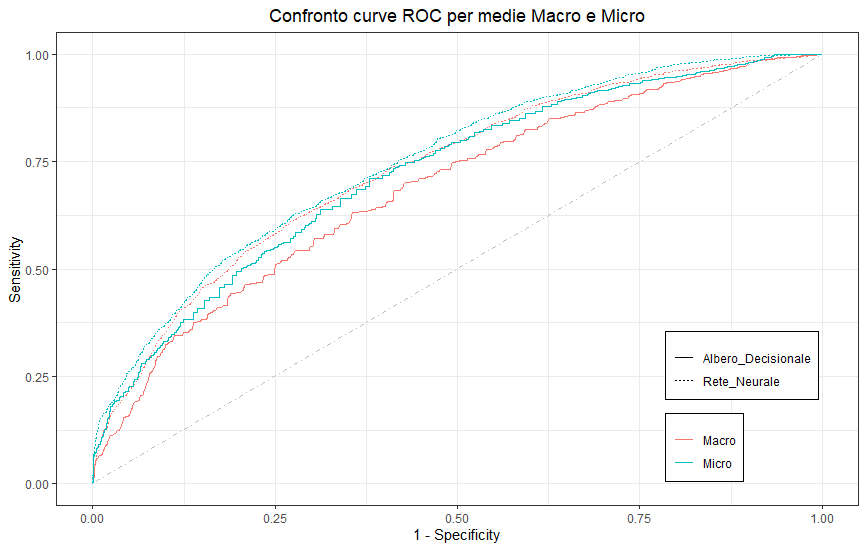 Confronto curve ROC per medie Macro e Micro
Sensitivity
1.00
0.75
0.50
0.25
0.00
Albero_Decisionale
Rete_Neurale
Macro
Micro
0.00 0.25 0.50 0.75 1.00
1 - Specificity